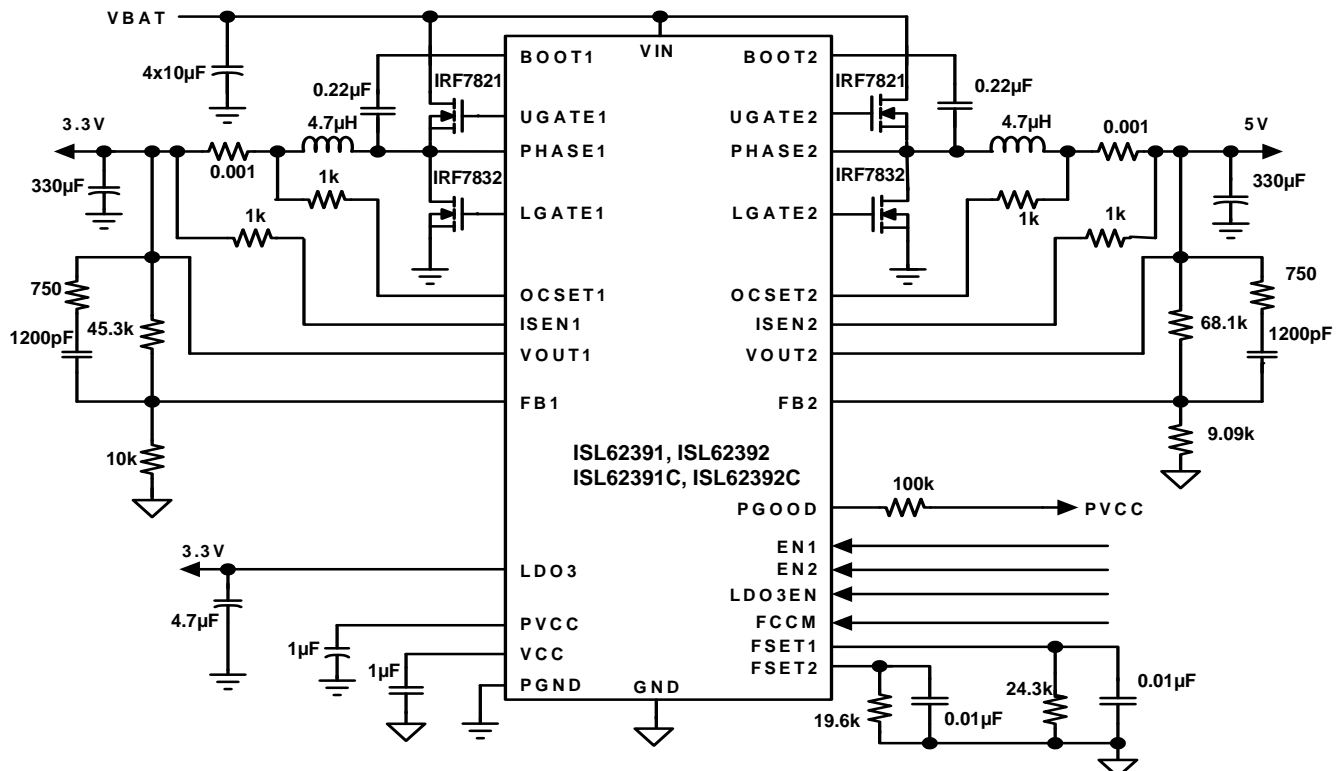 VBAT
4x10µF
VIN
BOOT1
BOOT2
0.22µF
IRF7821
IRF7821
0.22µF
UGATE1
UGATE2
3.3V
4.7µH
4.7µH
0.001
5V
0.001
PHASE1
PHASE2
330µF
1k
IRF7832
IRF7832
1k
330µF
1k
1k
LGATE1
LGATE2
750
OCSET1
OCSET2
750
45.3k
ISEN1
ISEN2
68.1k
1200pF
1200pF
VOUT1
VOUT2
FB1
FB2
10k
9.09k
ISL62391, ISL62392
ISL62391C, ISL62392C
100k
PGOOD
PVCC
3.3V
EN1
LDO3
EN2
LDO3EN
4.7µF
PVCC
FCCM
1µF
FSET1
VCC
FSET2
1µF
PGND
GND
24.3k
0.01µF
19.6k
0.01µF